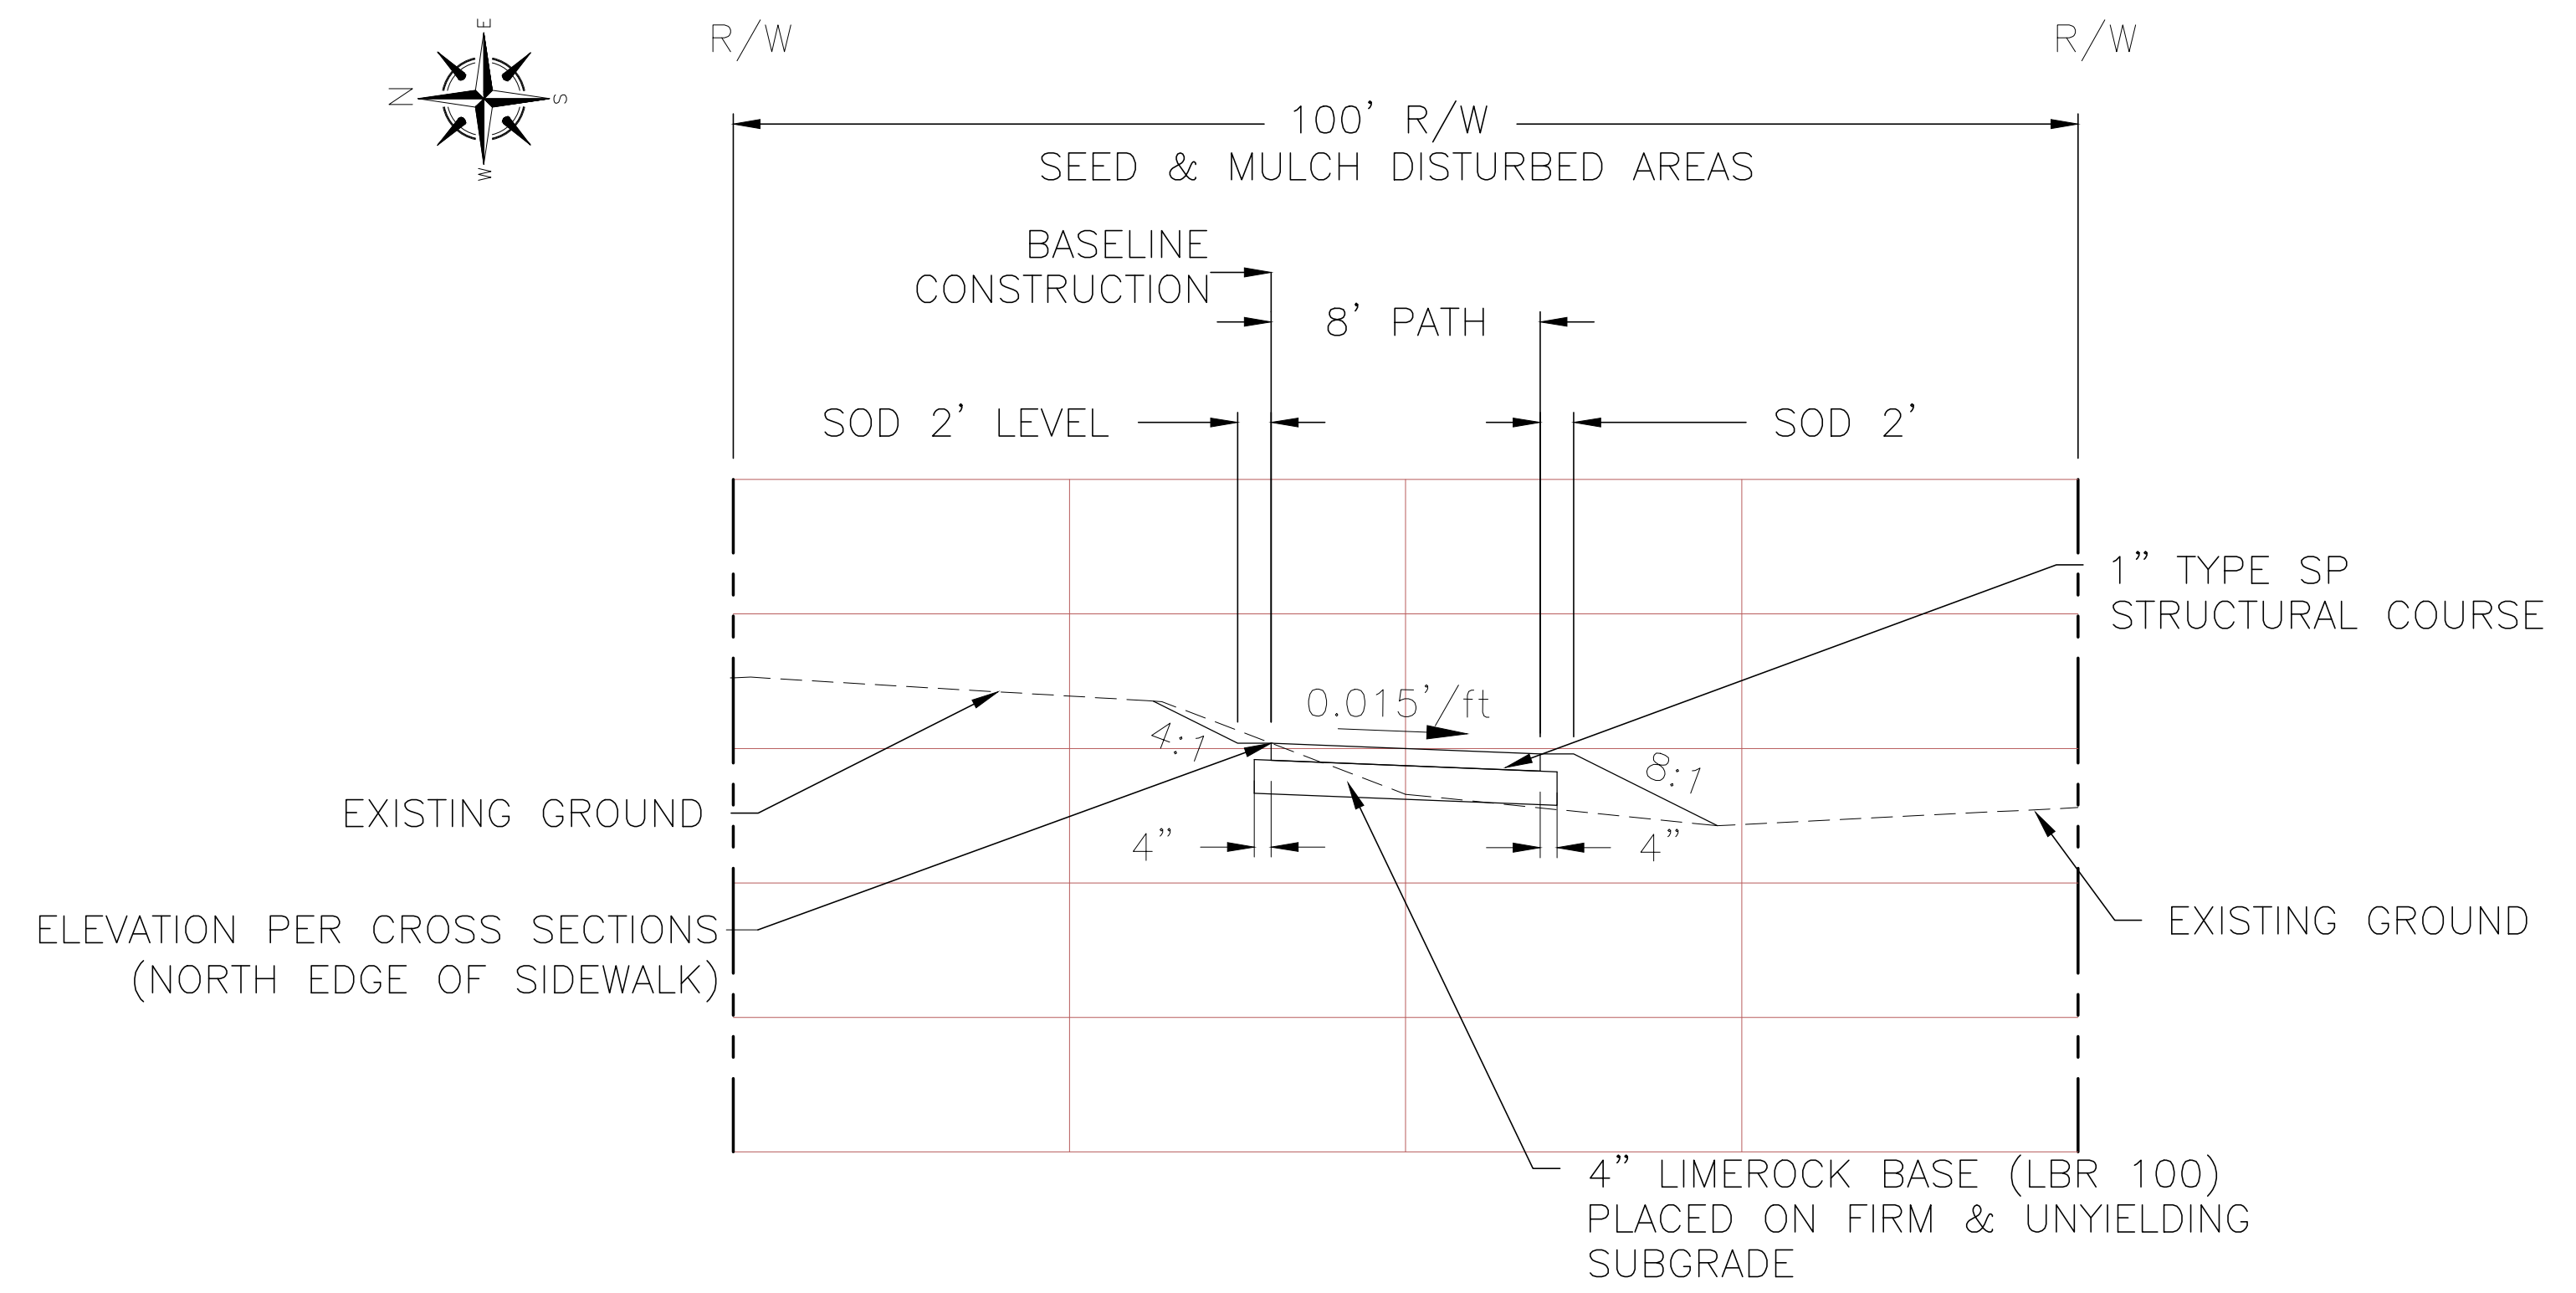 E
N
S
W
R/W
R/W
100' R/W
SEED & MULCH DISTURBED AREAS
BASELINE
CONSTRUCTION
8' PATH
SOD 2' LEVEL
SOD 2'
1" TYPE SP
STRUCTURAL COURSE
0.015'/ft
4:1
8:1
EXISTING GROUND
4"
4"
ELEVATION PER CROSS SECTIONS
(NORTH EDGE OF SIDEWALK)
EXISTING GROUND
4" LIMEROCK BASE (LBR 100)
PLACED ON FIRM & UNYIELDING
SUBGRADE